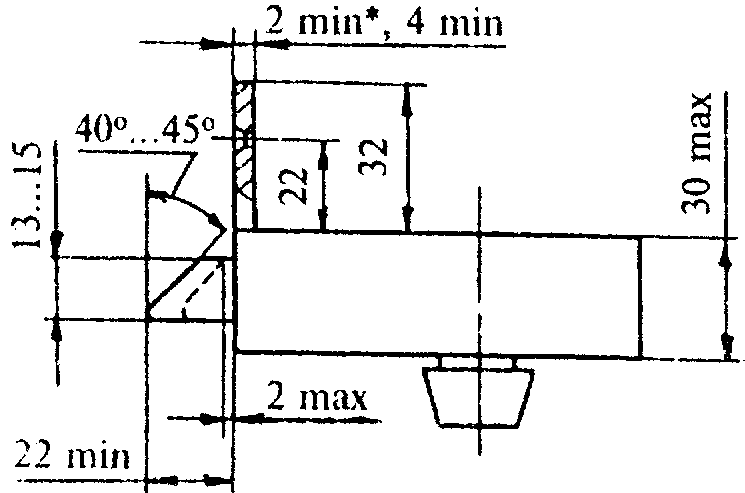 2 min*, 4 min
40°...45°
13...15
22
32
30 max
2 max
22 min